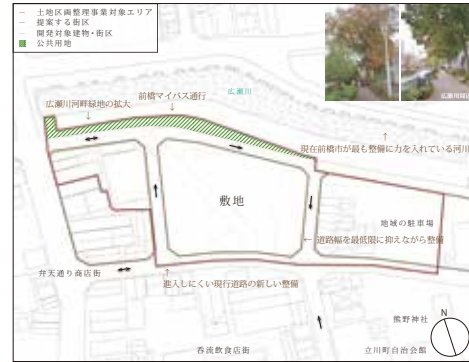 土地区画整理事業対象エリア
提案する街区
開発対象建物・街区
公共用地
広瀬川
前橋マイバス通行
広瀬川河畔緑地の拡大
現在前橋市が最も整備に力を入れている河川
敷地
地域の駐車場
← 道路幅を最低限に抑えながら整備
弁天通り商店街
進入しにくい現行道路の新しい整備
熊野神社
N
呑流飲食店街
立川町自治会館